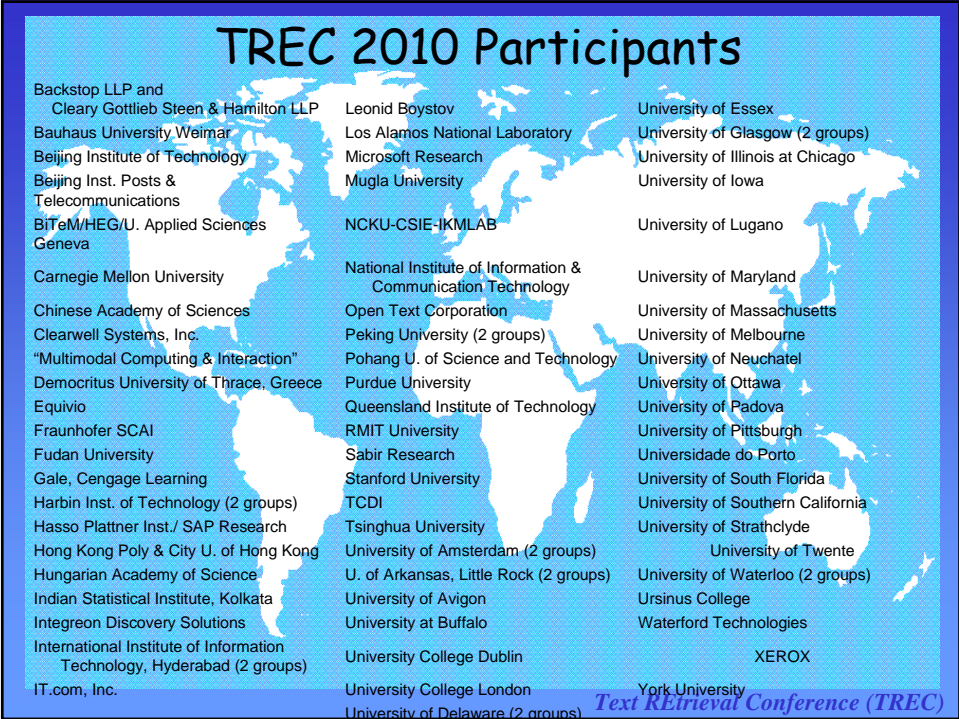 TREC 2010 Participants
Backstop LLP and
Cleary Gottlieb Steen & Hamilton LLP
Bauhaus University Weimar
Beijing Institute of Technology
Beijing Inst. Posts &
Telecommunications
BiTeM/HEG/U. Applied Sciences
Geneva
Carnegie Mellon University
Chinese Academy of Sciences
Clearwell Systems, Inc.
“Multimodal Computing & Interaction”
Democritus University of Thrace, Greece
Equivio
Fraunhofer SCAI
Fudan University
Gale, Cengage Learning
Harbin Inst. of Technology (2 groups)
Hasso Plattner Inst./ SAP Research
Hong Kong Poly & City U. of Hong Kong
Hungarian Academy of Science
Indian Statistical Institute, Kolkata
Integreon Discovery Solutions
International Institute of Information
Technology, Hyderabad (2 groups)
IT.com, Inc.
Leonid Boystov
Los Alamos National Laboratory
Microsoft Research
Mugla University
NCKU-CSIE-IKMLAB
National Institute of Information &
Communication Technology
Open Text Corporation
Peking University (2 groups)
Pohang U. of Science and Technology
Purdue University
Queensland Institute of Technology
RMIT University
Sabir Research
Stanford University
TCDI
Tsinghua University
University of Amsterdam (2 groups)
U. of Arkansas, Little Rock (2 groups)
University of Avigon
University at Buffalo
University College Dublin
University College London
University of Delaware (2 groups)
University of Essex
University of Glasgow (2 groups)
University of Illinois at Chicago
University of Iowa
University of Lugano
University of Maryland
University of Massachusetts
University of Melbourne
University of Neuchatel
University of Ottawa
University of Padova
University of Pittsburgh
Universidade do Porto
University of South Florida
University of Southern California
University of Strathclyde
University of Twente
University of Waterloo (2 groups)
Ursinus College
Waterford Technologies
XEROX
York University
Text REtrieval Conference (TREC)